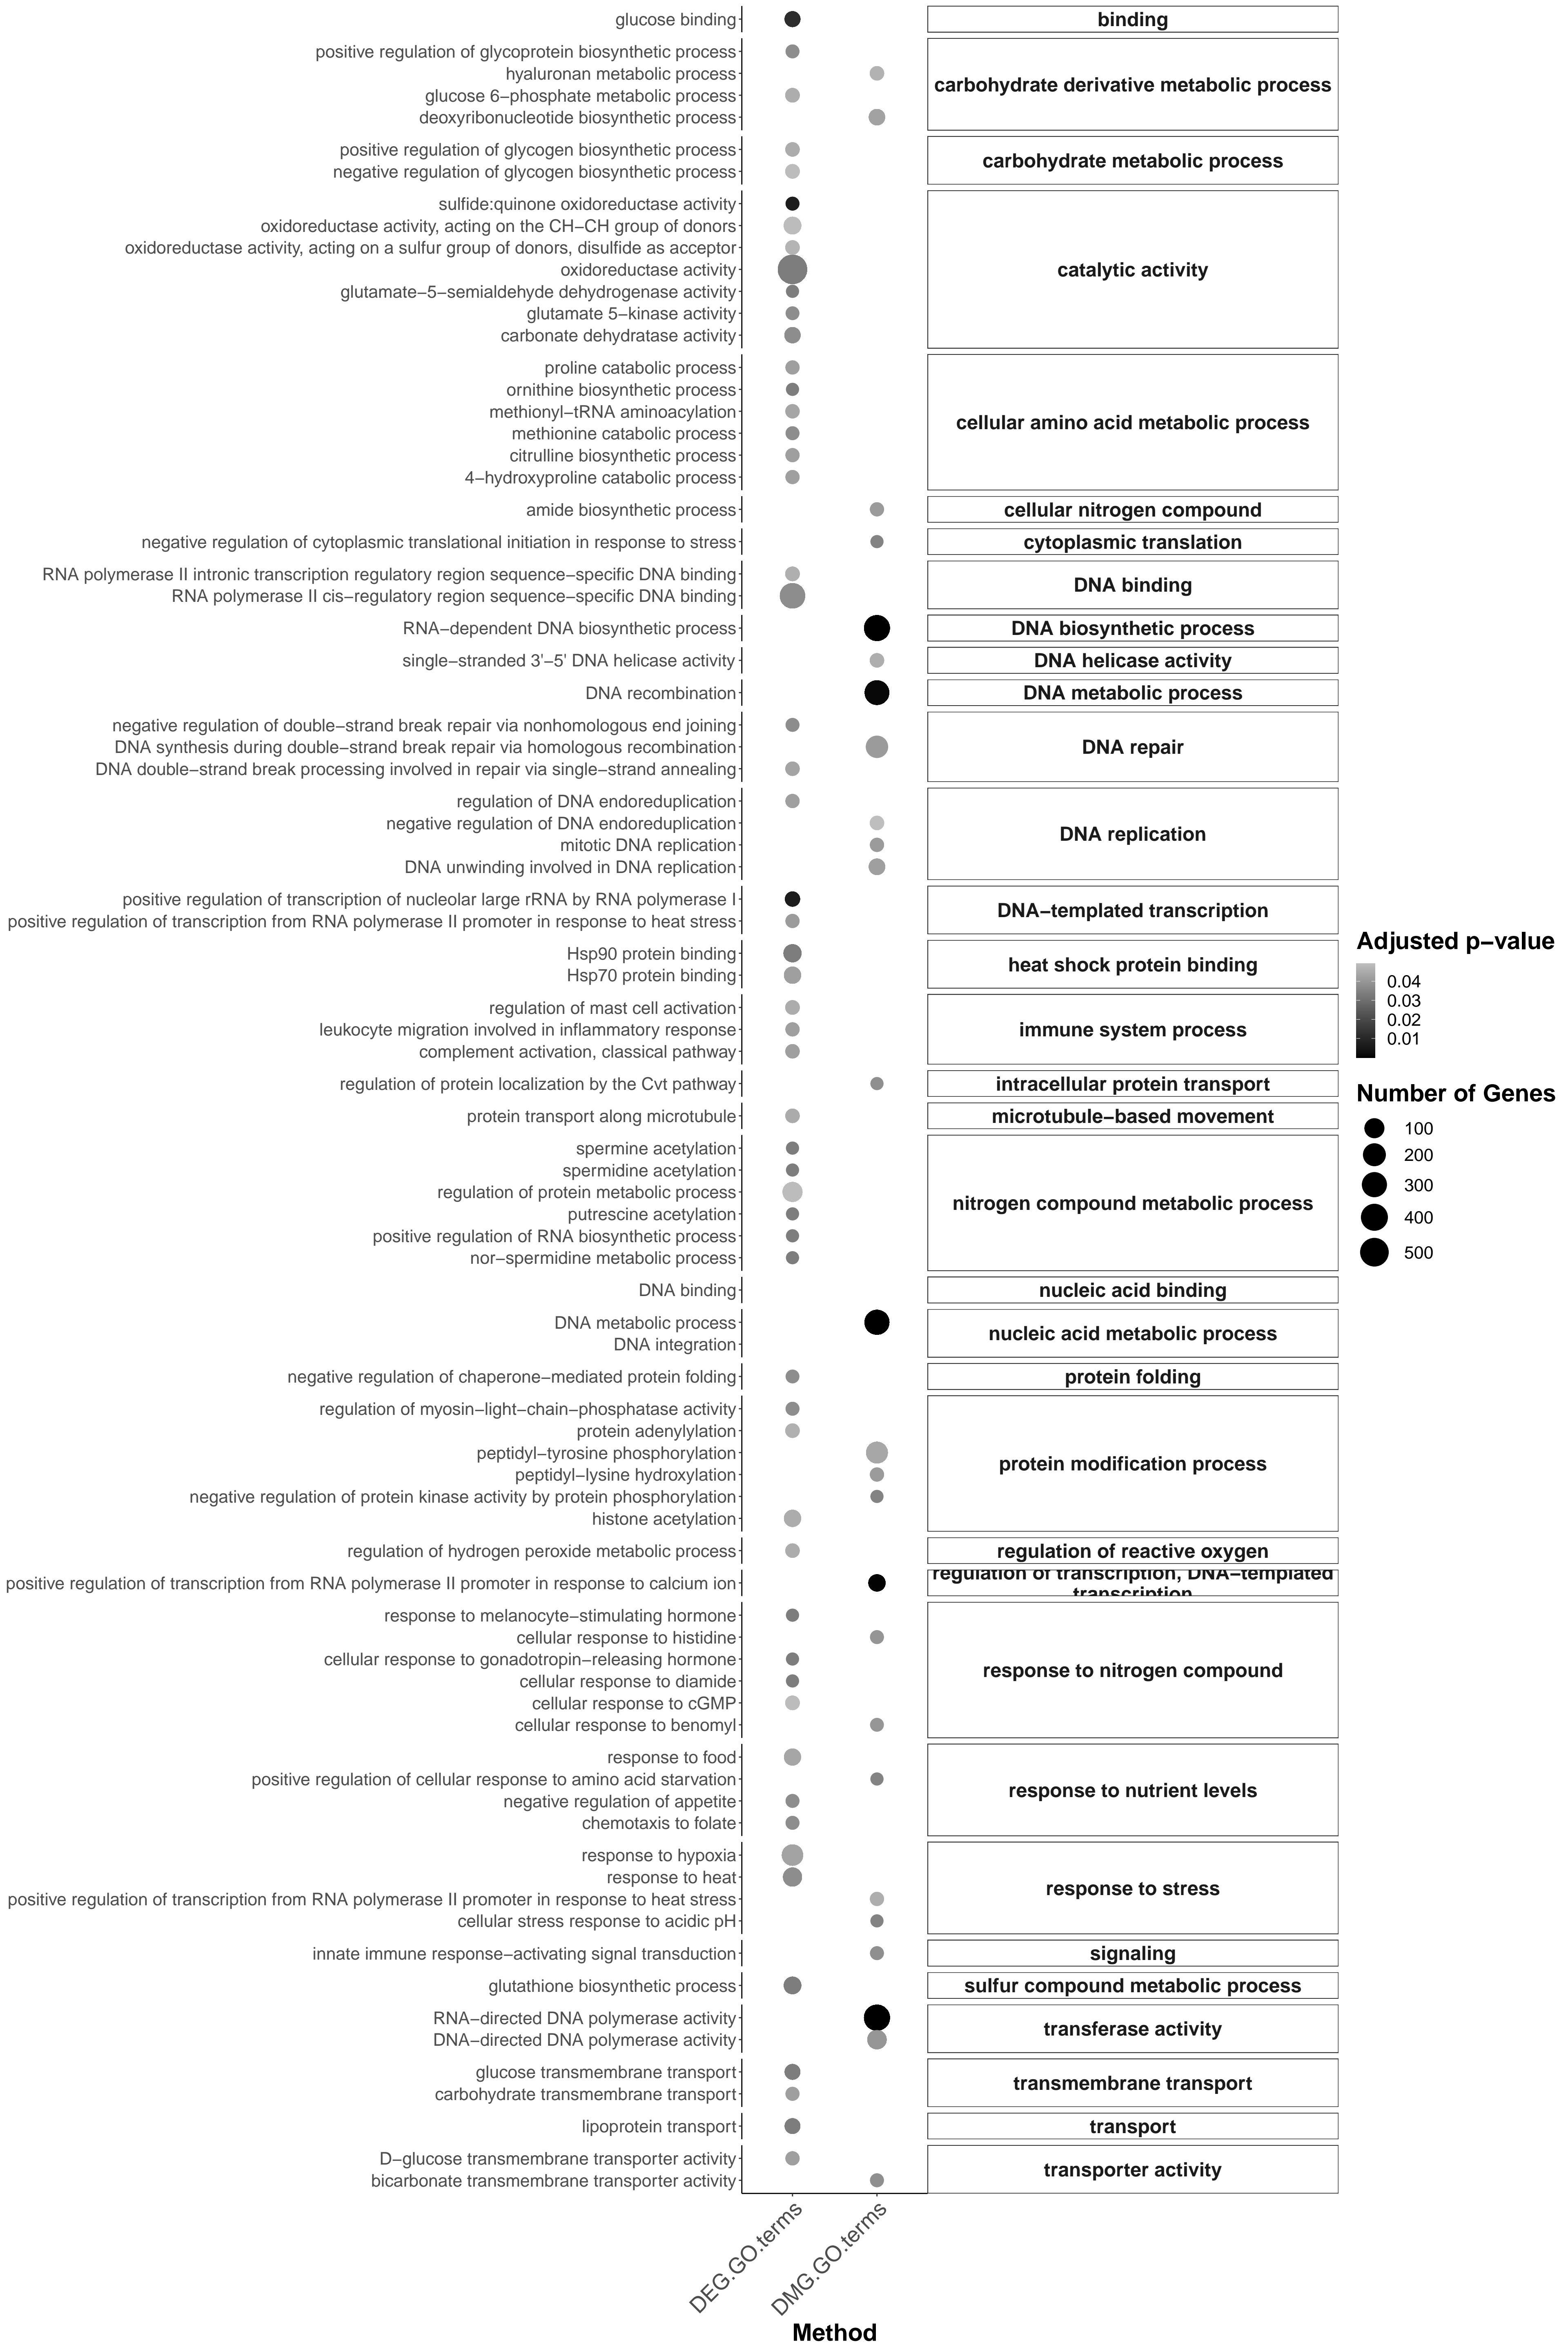 glucose binding
binding
positive regulation of glycoprotein biosynthetic process
hyaluronan metabolic process
glucose 6−phosphate metabolic process
deoxyribonucleotide biosynthetic process
carbohydrate derivative metabolic process
positive regulation of glycogen biosynthetic process
negative regulation of glycogen biosynthetic process
carbohydrate metabolic process
sulfide:quinone oxidoreductase activity
oxidoreductase activity, acting on the CH−CH group of donors
oxidoreductase activity, acting on a sulfur group of donors, disulfide as acceptor
oxidoreductase activity
glutamate−5−semialdehyde dehydrogenase activity
glutamate 5−kinase activity
carbonate dehydratase activity
catalytic activity
proline catabolic process
ornithine biosynthetic process
methionyl−tRNA aminoacylation
methionine catabolic process
citrulline biosynthetic process
4−hydroxyproline catabolic process
cellular amino acid metabolic process
amide biosynthetic process
cellular nitrogen compound
negative regulation of cytoplasmic translational initiation in response to stress
cytoplasmic translation
RNA polymerase II intronic transcription regulatory region sequence−specific DNA binding
RNA polymerase II cis−regulatory region sequence−specific DNA binding
DNA binding
RNA−dependent DNA biosynthetic process
DNA biosynthetic process
single−stranded 3'−5' DNA helicase activity
DNA helicase activity
DNA recombination
DNA metabolic process
negative regulation of double−strand break repair via nonhomologous end joining
DNA synthesis during double−strand break repair via homologous recombination
DNA double−strand break processing involved in repair via single−strand annealing
DNA repair
regulation of DNA endoreduplication
negative regulation of DNA endoreduplication
mitotic DNA replication
DNA unwinding involved in DNA replication
DNA replication
positive regulation of transcription of nucleolar large rRNA by RNA polymerase I
positive regulation of transcription from RNA polymerase II promoter in response to heat stress
DNA−templated transcription
Hsp90 protein binding
Hsp70 protein binding
heat shock protein binding
regulation of mast cell activation
leukocyte migration involved in inflammatory response
complement activation, classical pathway
immune system process
regulation of protein localization by the Cvt pathway
intracellular protein transport
protein transport along microtubule
microtubule−based movement
spermine acetylation
spermidine acetylation
regulation of protein metabolic process
putrescine acetylation
positive regulation of RNA biosynthetic process
nor−spermidine metabolic process
nitrogen compound metabolic process
DNA binding
nucleic acid binding
DNA metabolic process
DNA integration
nucleic acid metabolic process
negative regulation of chaperone−mediated protein folding
protein folding
regulation of myosin−light−chain−phosphatase activity
protein adenylylation
peptidyl−tyrosine phosphorylation
peptidyl−lysine hydroxylation
negative regulation of protein kinase activity by protein phosphorylation
histone acetylation
protein modification process
regulation of hydrogen peroxide metabolic process
regulation of reactive oxygen
positive regulation of transcription from RNA polymerase II promoter in response to calcium ion
regulation of transcription, DNA−templated
transcription
response to melanocyte−stimulating hormone
cellular response to histidine
cellular response to gonadotropin−releasing hormone
cellular response to diamide
cellular response to cGMP
cellular response to benomyl
response to nitrogen compound
response to food
positive regulation of cellular response to amino acid starvation
negative regulation of appetite
chemotaxis to folate
response to nutrient levels
response to hypoxia
response to heat
positive regulation of transcription from RNA polymerase II promoter in response to heat stress
cellular stress response to acidic pH
response to stress
innate immune response−activating signal transduction
signaling
glutathione biosynthetic process
sulfur compound metabolic process
RNA−directed DNA polymerase activity
DNA−directed DNA polymerase activity
transferase activity
glucose transmembrane transport
carbohydrate transmembrane transport
transmembrane transport
lipoprotein transport
transport
D−glucose transmembrane transporter activity
bicarbonate transmembrane transporter activity
transporter activity
DEG.GO.terms
DMG.GO.terms
Method
Adjusted p−value
0.04
0.03
0.02
0.01
Number of Genes
100
200
300
400
500